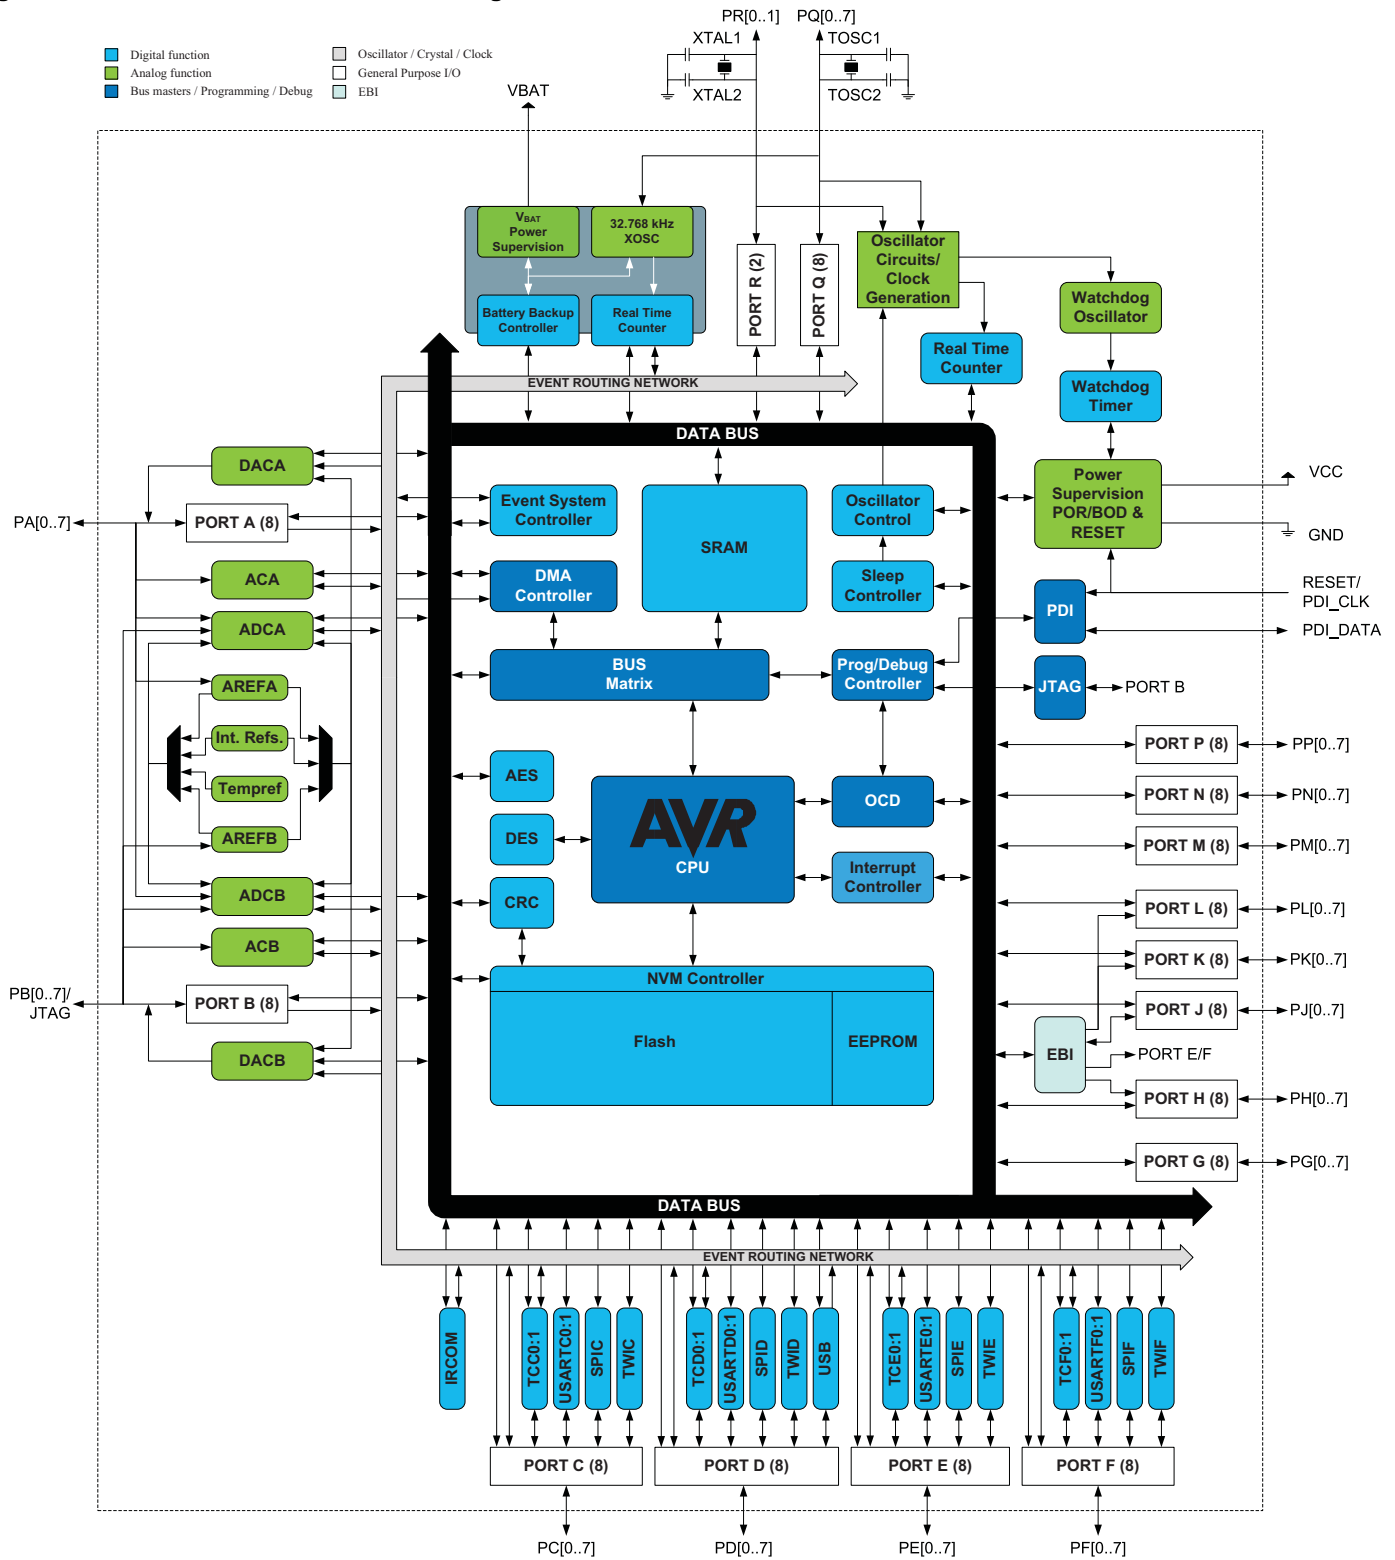 PR[0..1]
PQ[0..7]
XTAL1
TOSC1
XTAL2
TOSC2
Digital function
Analog function
Bus masters / Programming / Debug
Oscillator / Crystal / Clock
General Purpose I/O
EBI
VBAT
VBAT
Power
Supervision
32.768 kHz
XOSC
Battery Backup
Controller
Real Time
Counter
PORT R (2)
PORT Q (8)
Oscillator
Circuits/
Clock
Generation
Watchdog
Oscillator
Real Time
Counter
Watchdog
Timer
EVENT ROUTING NETWORK
DATA BUS
DACA
PA[0..7]
PORT A (8)
ACA
ADCA
AREFA
Int. Refs.
Tempref
AREFB
ADCB
ACB
PB[0..7]/
JTAG
PORT B (8)
DACB
Event System
Controller
SRAM
Oscillator
Control
DMA
Controller
Sleep
Controller
BUS
Matrix
Prog/Debug
Controller
AES
DES
CRC
AVR
CPU
OCD
Interrupt
Controller
NVM Controller
Flash
EEPROM
Power
Supervision
POR/BOD &
RESET
VCC
GND
RESET/
PDI_CLK
PDI
PDI_DATA
JTAG
PORT B
PORT P (8)
PP[0..7]
PORT N (8)
PN[0..7]
PORT M (8)
PM[0..7]
PORT L (8)
PL[0..7]
PORT K (8)
PK[0..7]
PORT J (8)
PJ[0..7]
EBI
PORT E/F
PORT H (8)
PH[0..7]
PORT G (8)
PG[0..7]
DATA BUS
EVENT ROUTING NETWORK
IRCOM
TCC0:1
USARTC0:1
SPIC
TWIC
TCD0:1
USARTD0:1
SPID
TWID
USB
TCE0:1
USARTE0:1
SPIE
TWIE
TCF0:1
USARTF0:1
SPIF
TWIF
PORT C (8)
PORT D (8)
PORT E (8)
PORT F (8)
PC[0..7]
PD[0..7]
PE[0..7]
PF[0..7]